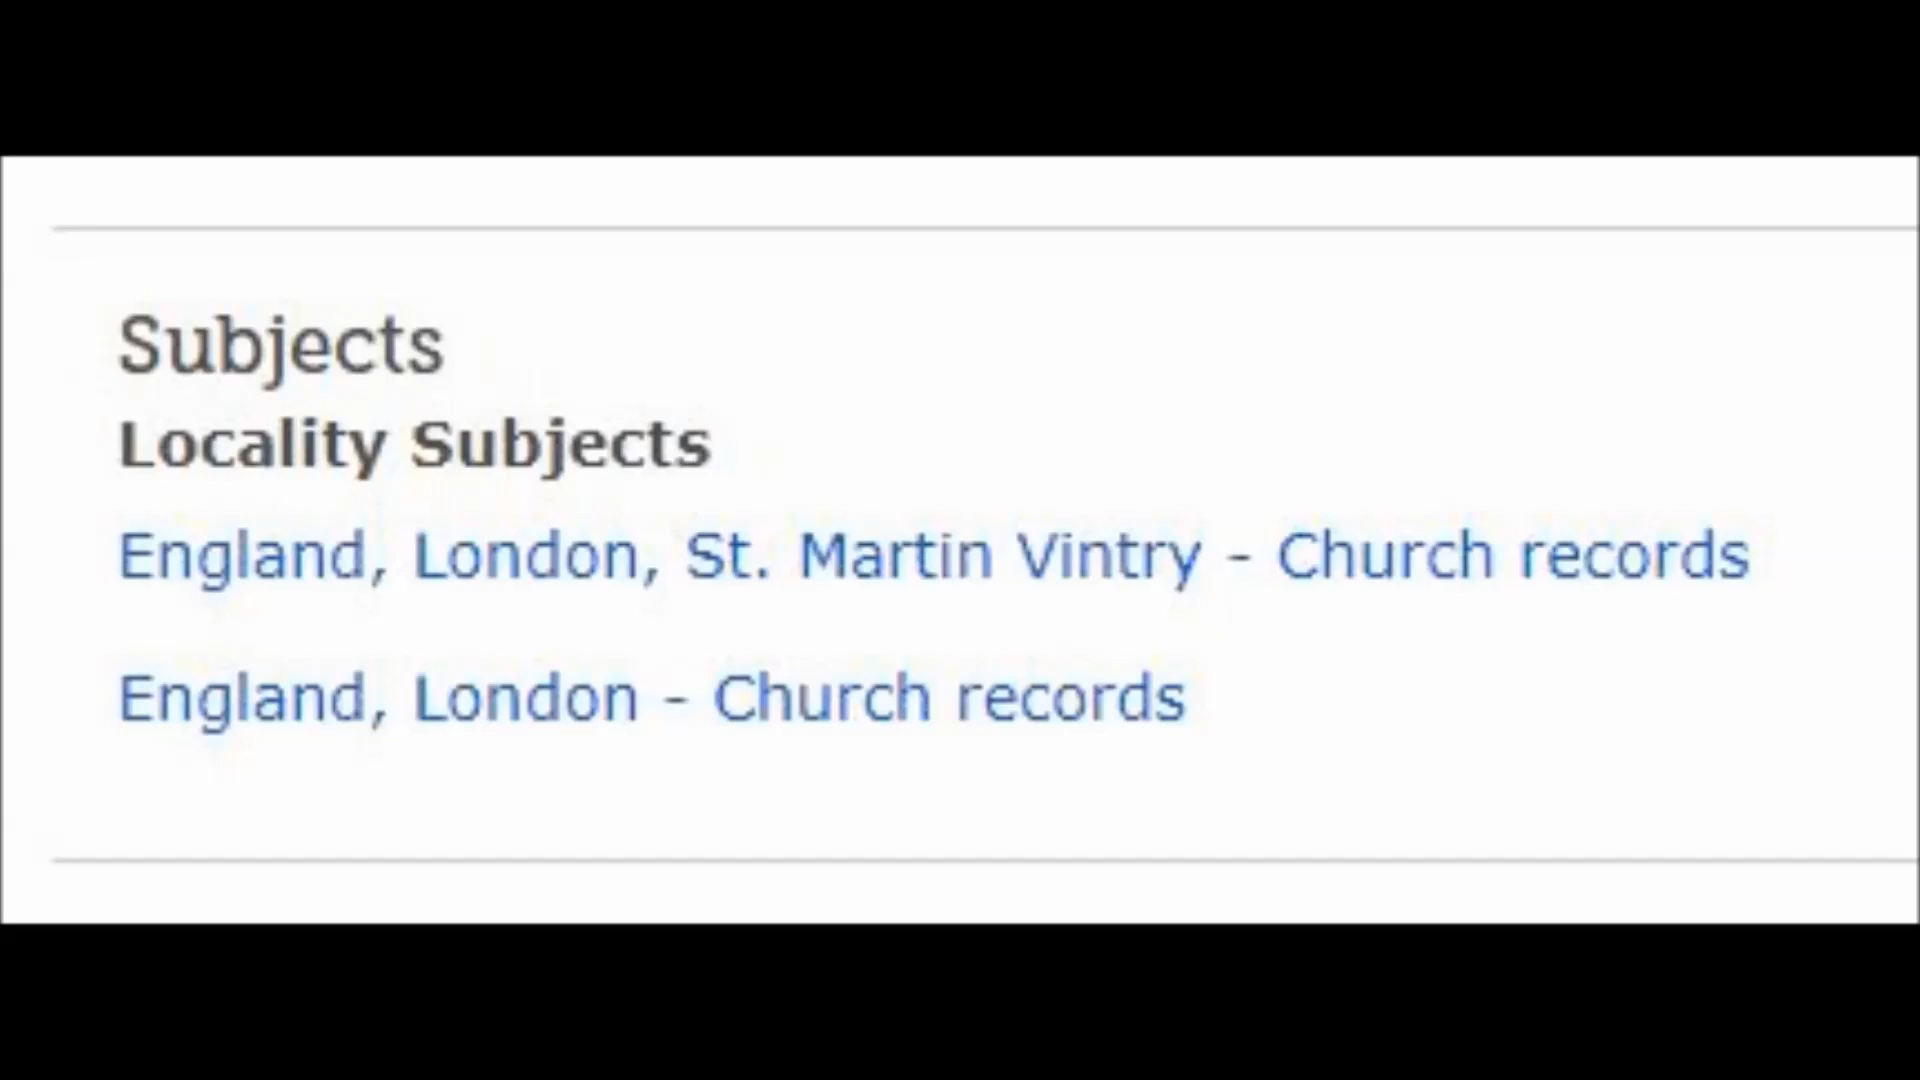 Subjects
Locality Subjects
England, London, St. Martin Vintry - Church records
England, London - Church records